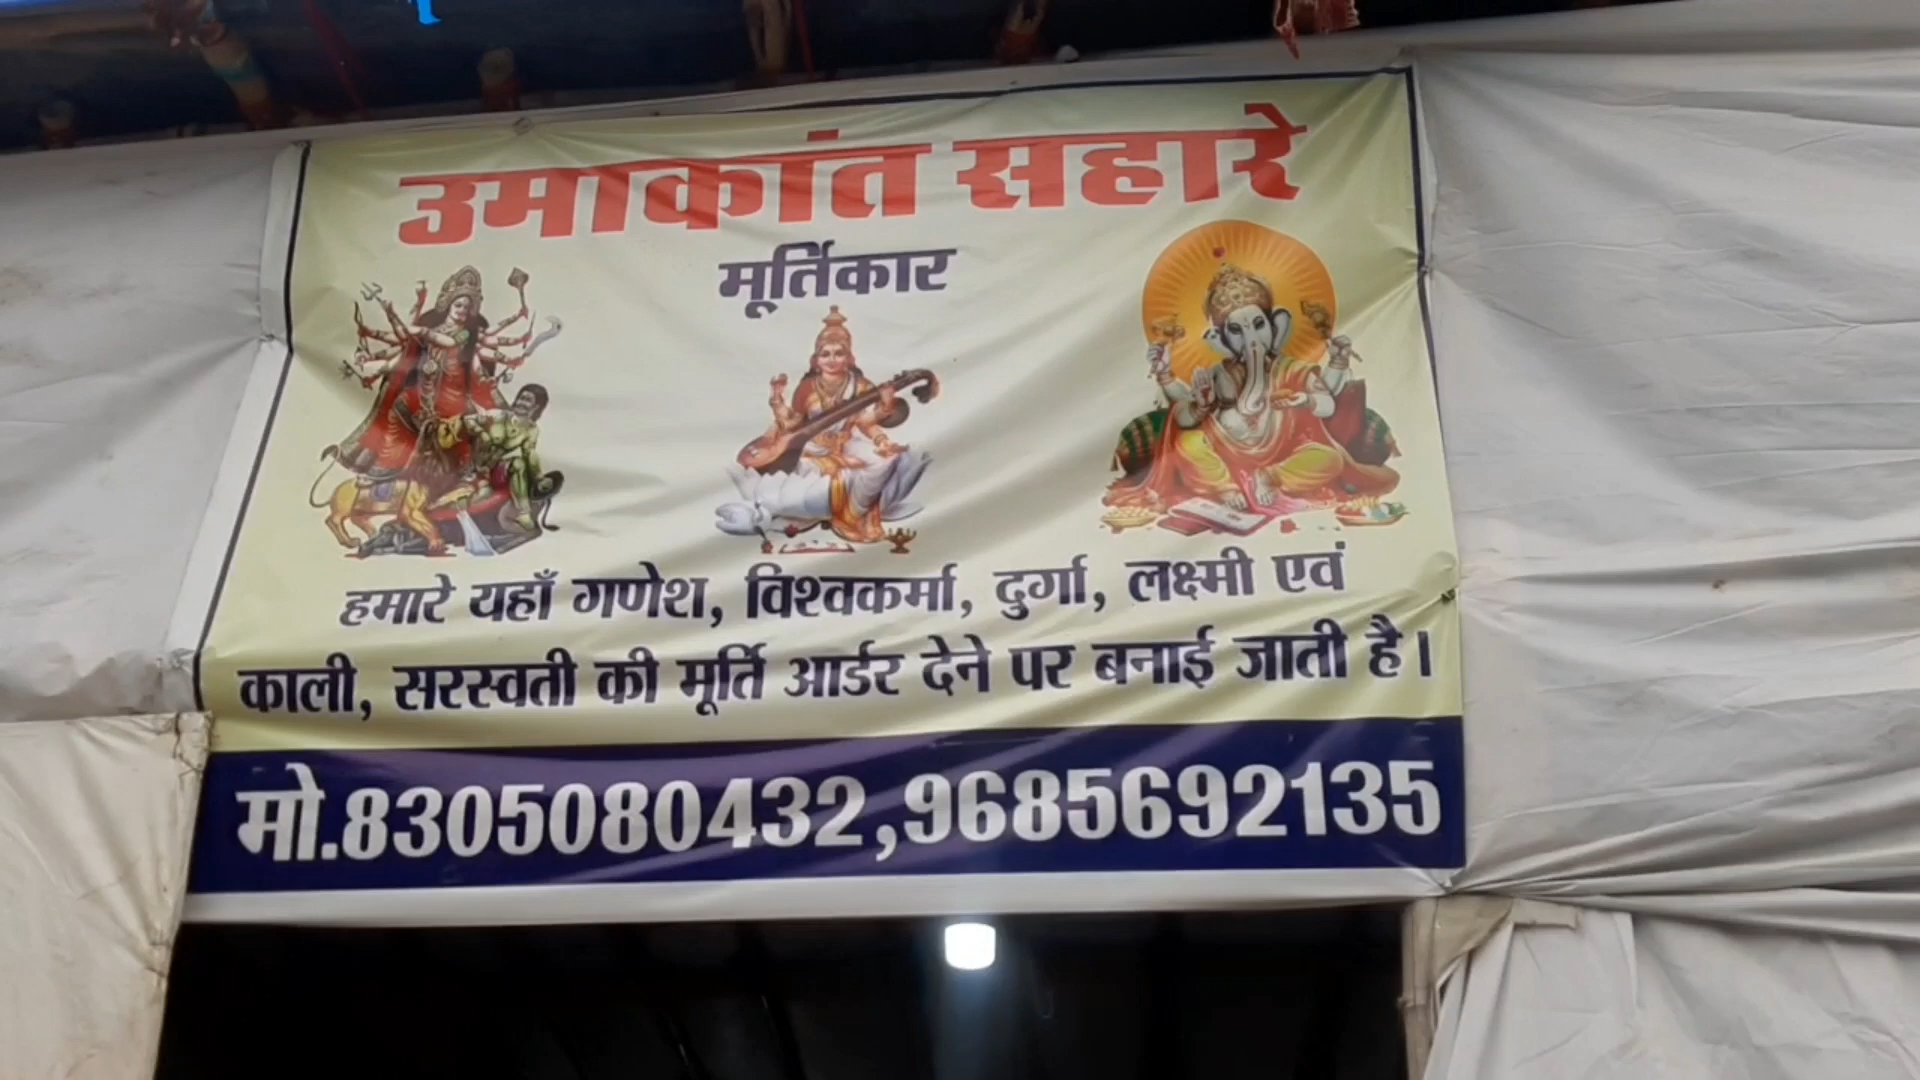 उमाकांत सहारे
मूर्तिकार
हमारे यहाँ गणेश, विश्वकर्मा, दुर्गा, लक्ष्मी एवं
काली, सरस्वती की मूर्ति आर्डर देने पर बनाई जाती है।
मो.8305080432,9685692135